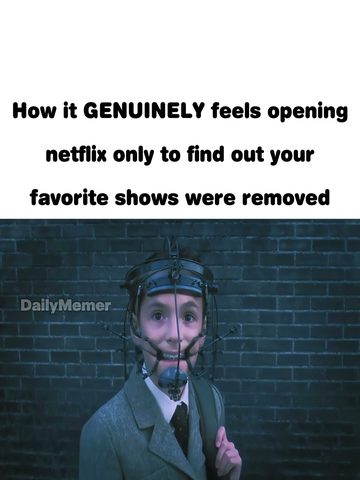 How it GENUINELY feels opening
netflix only to find out your
favorite shows were removed
DailyMemer